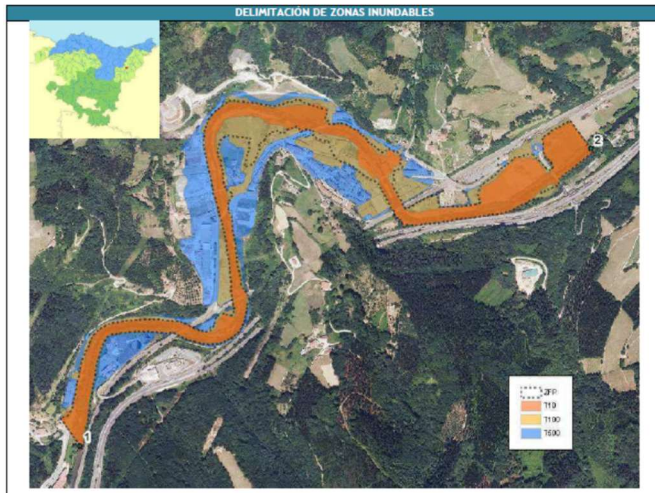 DELIMITACIÓN DE ZONAS INUNDABLES
2
1
ZFP
T10
T100
T500